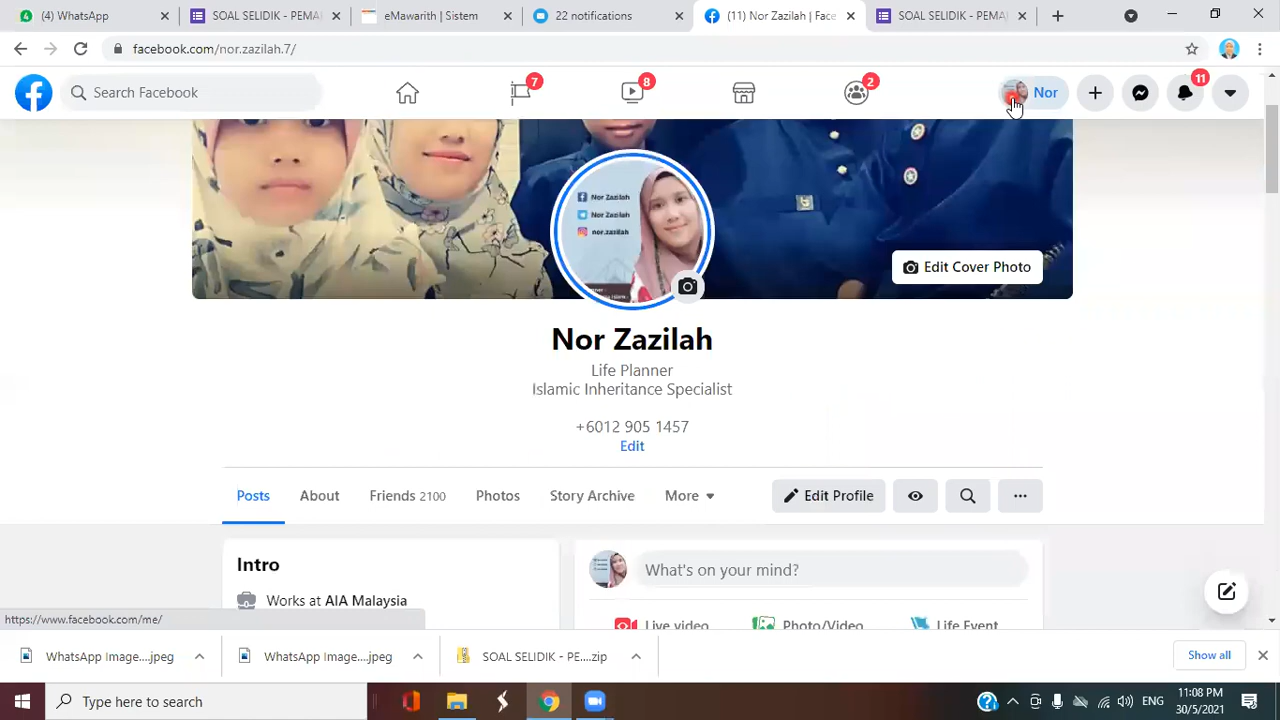 (4) WhatsApp
SOAL SELIDIK - PEMA
eMawarith | Sistem
22 notifications
(11) Nor Zazilah | Face
SOAL SELIDIK - PEMA
facebook.com/nor.zazilah.7/
Search Facebook
7
8
2
Nor
11
Nor Zazilah
Nor Zazilah
nor.zazilah
Edit Cover Photo
Nor Zazilah
Life Planner
Islamic Inheritance Specialist
+6012 905 1457
Edit
Posts
About
Friends 2100
Photos
Story Archive
More
Edit Profile
Intro
What's on your mind?
Works at AIA Malaysia
Live video
Photo/Video
Life Event
https://www.facebook.com/me/
WhatsApp Image....jpeg
WhatsApp Image....jpeg
SOAL SELIDIK - PE....zip
Show all
Type here to search
ENG
11:08 PM
30/5/2021